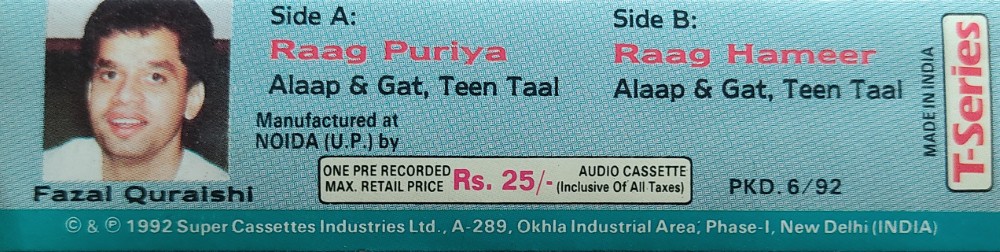 Side A:
Raag Puriya
Alaap & Gat, Teen Taal
Side B:
Raag Hameer
Alaap & Gat, Teen Taal
Manufactured at
NOIDA (U.P.) by
ONE PRE RECORDED
MAX. RETAIL PRICE
Rs. 25/-
AUDIO CASSETTE
(Inclusive Of All Taxes)
PKD. 6/92
MADE IN INDIA
T-Series
Fazal Quraishi
© & ℗ 1992 Super Cassettes Industries Ltd., A-289, Okhla Industrial Area, Phase-I, New Delhi (INDIA)